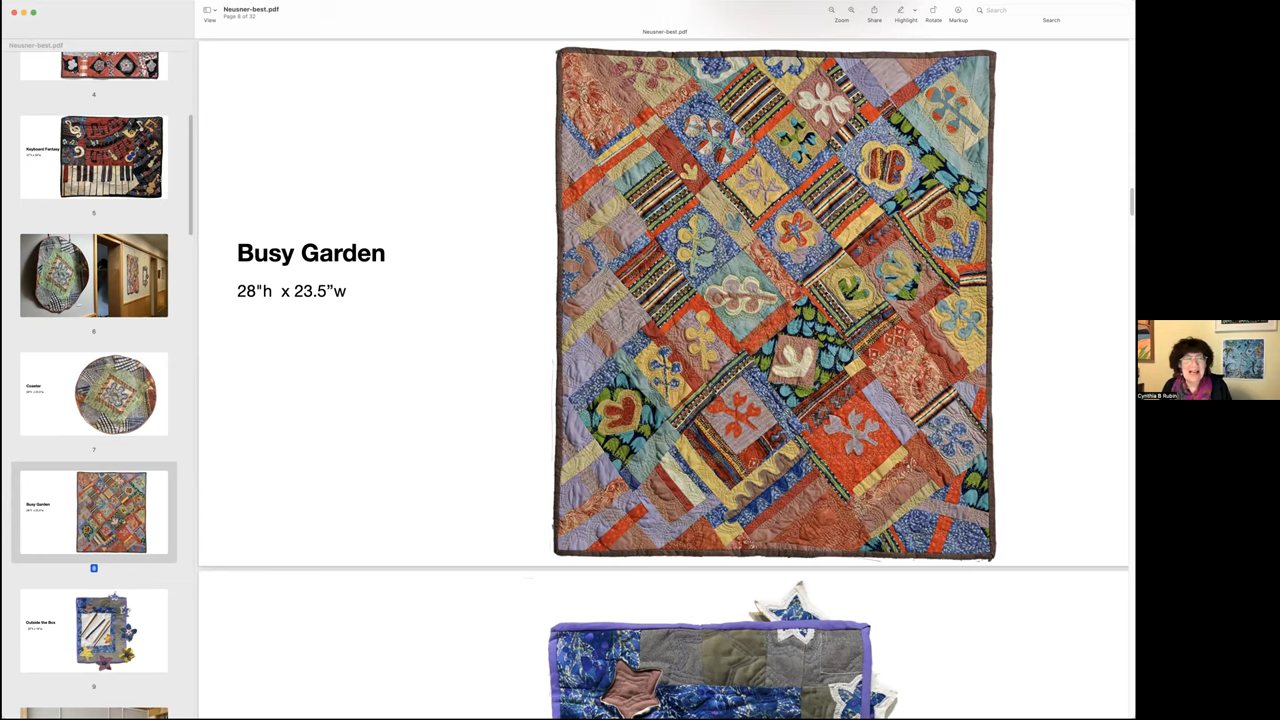 Neusner-best.pdf
Page 8 of 32
View
Zoom
Share
Highlight
Rotate
Markup
Search
Search
Neusner-best.pdf
Neusner-best.pdf
4
Keyboard Fantasy
5
6
Coaster
7
Busy Garden
8
Outside the Box
9
Busy Garden
28"h x 23.5”w
Cynthia B Rubin